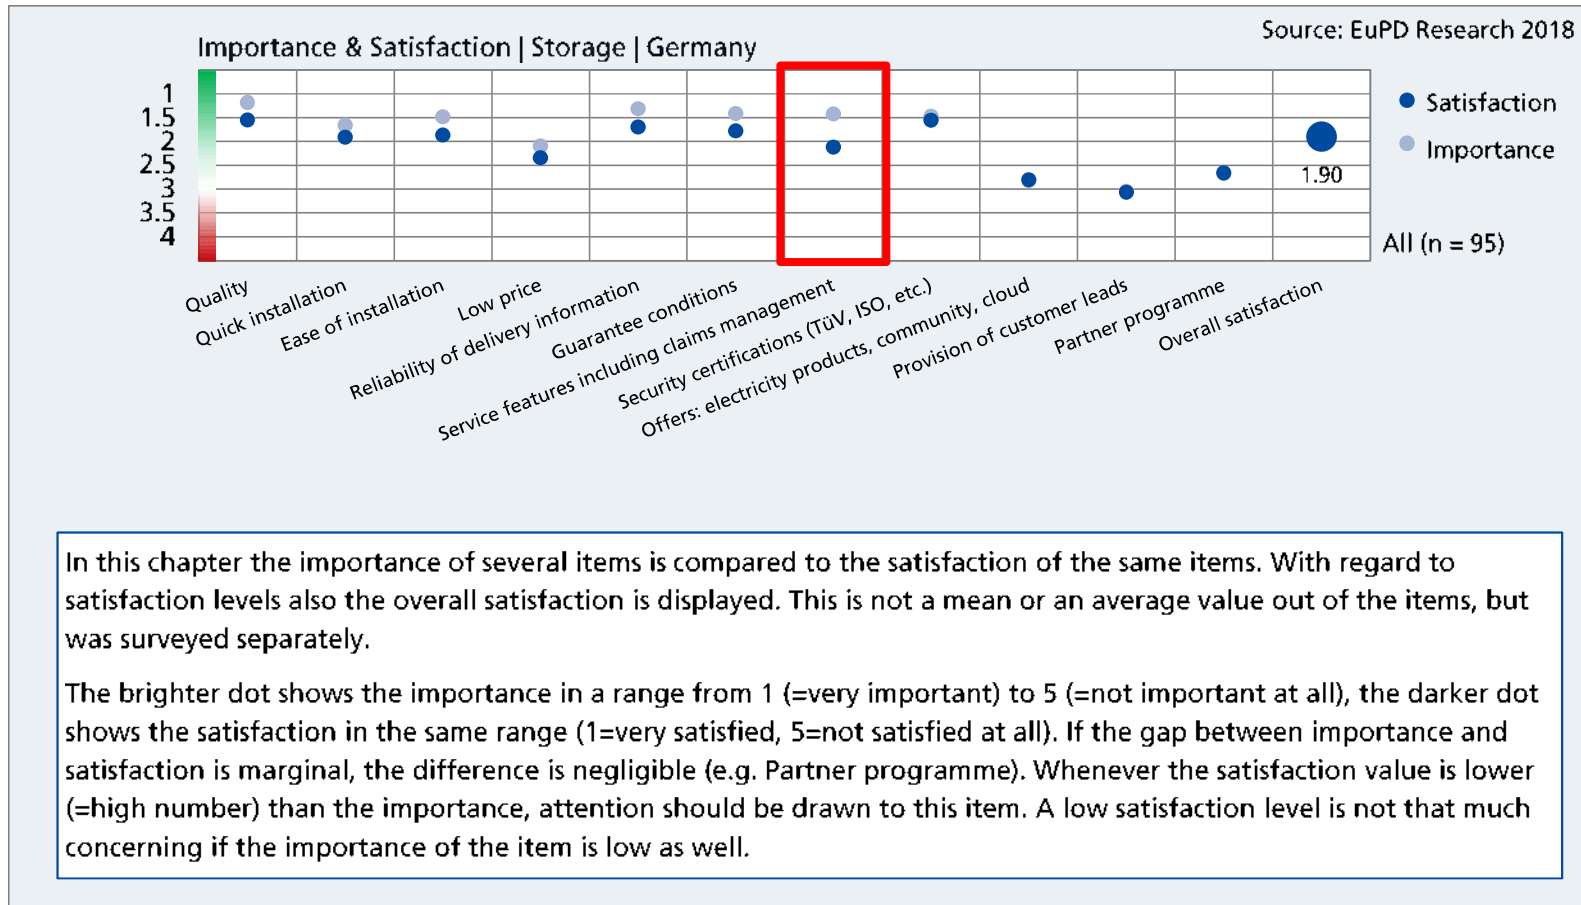 Source: EuPD Research 2018
Importance & Satisfaction | Storage | Germany
1
1.5
2
2.5
3
3.5
4
Satisfaction
Importance
1.90
All (n = 95)
Quality
Quick installation
Ease of installation
Low price
Reliability of delivery information
Guarantee conditions
Service features including claims management
Security certifications (TüV, ISO, etc.)
Offers: electricity products, community, cloud
Provision of customer leads
Partner programme
Overall satisfaction
In this chapter the importance of several items is compared to the satisfaction of the same items. With regard to
satisfaction levels also the overall satisfaction is displayed. This is not a mean or an average value out of the items, but
was surveyed separately.
The brighter dot shows the importance in a range from 1 (=very important) to 5 (=not important at all), the darker dot
shows the satisfaction in the same range (1=very satisfied, 5=not satisfied at all). If the gap between importance and
satisfaction is marginal, the difference is negligible (e.g. Partner programme). Whenever the satisfaction value is lower
(=high number) than the importance, attention should be drawn to this item. A low satisfaction level is not that much
concerning if the importance of the item is low as well.